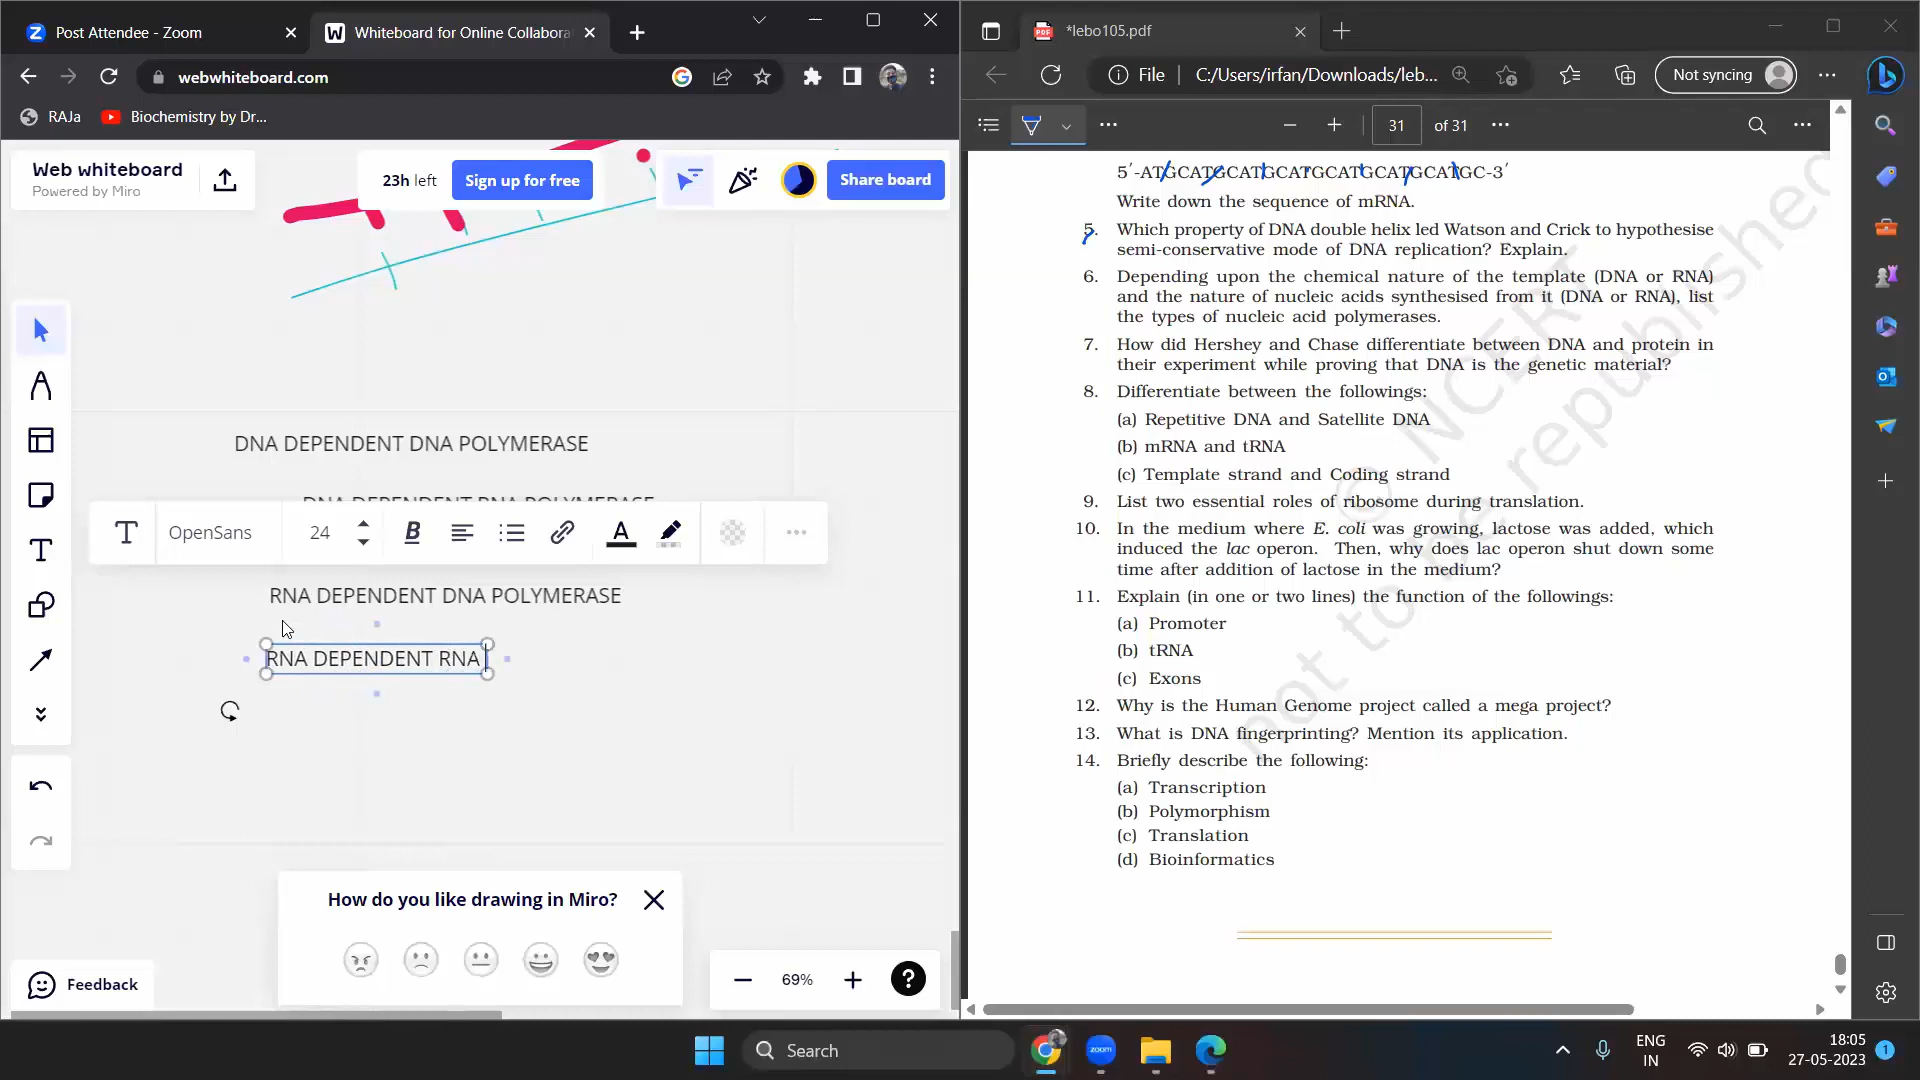 Post Attendee - Zoom
Whiteboard for Online Collabora
webwhiteboard.com
RAJa
Biochemistry by Dr...
Web whiteboard
Powered by Miro
23h left
Sign up for free
Share board
DNA DEPENDENT DNA POLYMERASE
DNA DEPENDENT RNA POLYMERASE
OpenSans
24
B
A
RNA DEPENDENT DNA POLYMERASE
RNA DEPENDENT RNA
How do you like drawing in Miro?
69%
Feedback
*lebo105.pdf
File
C:/Users/irfan/Downloads/leb...
Not syncing
31 of 31
5′-ATGCATGCATGCATGCATGCATGCATGC-3′
Write down the sequence of mRNA.
5. Which property of DNA double helix led Watson and Crick to hypothesise
semi-conservative mode of DNA replication? Explain.
6. Depending upon the chemical nature of the template (DNA or RNA)
and the nature of nucleic acids synthesised from it (DNA or RNA), list
the types of nucleic acid polymerases.
7. How did Hershey and Chase differentiate between DNA and protein in
their experiment while proving that DNA is the genetic material?
8. Differentiate between the followings:
(a) Repetitive DNA and Satellite DNA
(b) mRNA and tRNA
(c) Template strand and Coding strand
9. List two essential roles of ribosome during translation.
10. In the medium where E. coli was growing, lactose was added, which
induced the lac operon. Then, why does lac operon shut down some
time after addition of lactose in the medium?
11. Explain (in one or two lines) the function of the followings:
(a) Promoter
(b) tRNA
(c) Exons
12. Why is the Human Genome project called a mega project?
13. What is DNA fingerprinting? Mention its application.
14. Briefly describe the following:
(a) Transcription
(b) Polymorphism
(c) Translation
(d) Bioinformatics
© NCERT
not to be republished
Search
zoom
ENG
IN
18:05
27-05-2023
1